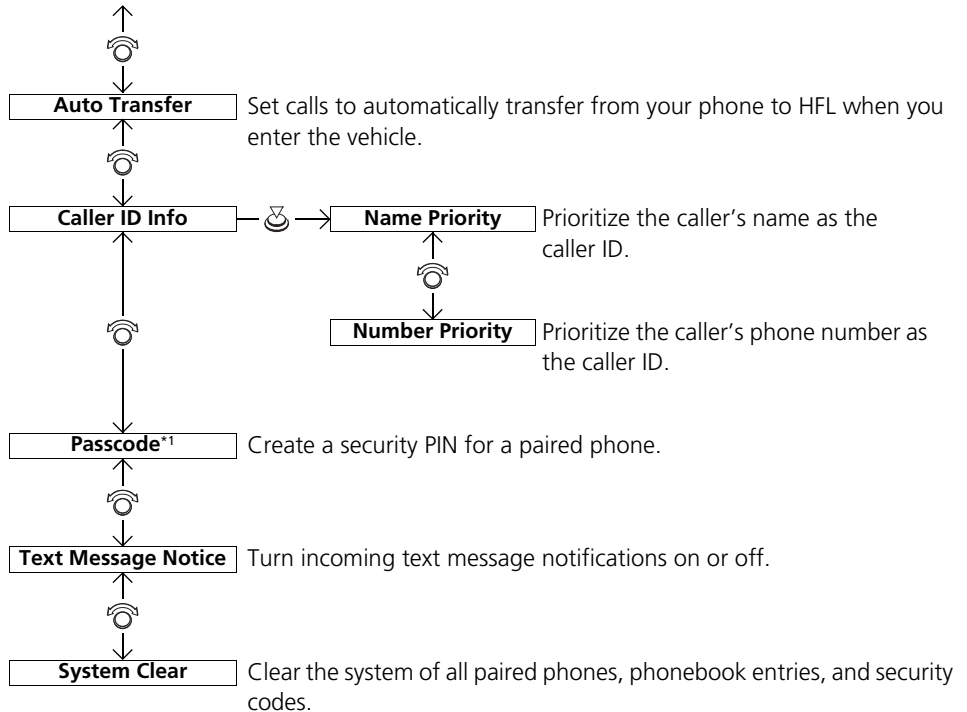 Auto Transfer
Set calls to automatically transfer from your phone to HFL when you
enter the vehicle.
Caller ID Info
Name Priority
Prioritize the caller’s name as the
caller ID.
Number Priority
Prioritize the caller’s phone number as
the caller ID.
Passcode*1
Create a security PIN for a paired phone.
Text Message Notice
Turn incoming text message notifications on or off.
System Clear
Clear the system of all paired phones, phonebook entries, and security
codes.